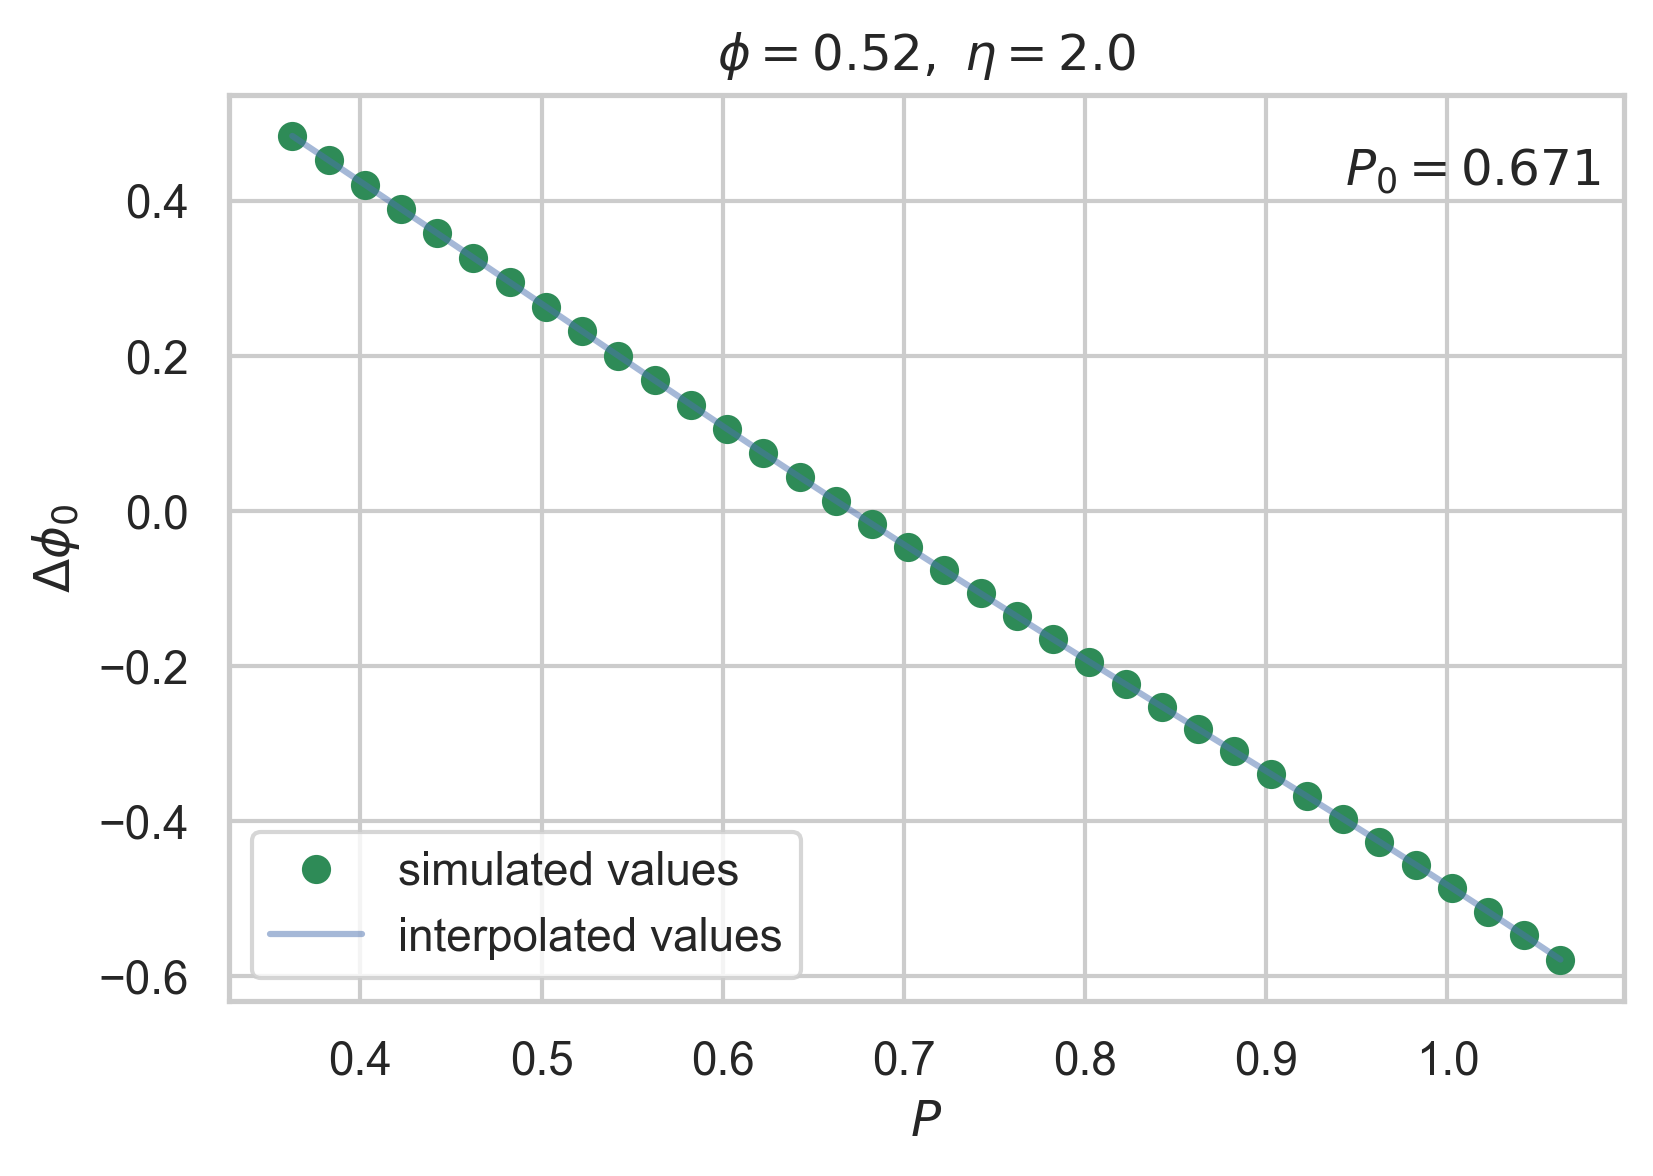 ϕ = 0.52, η = 2.0
P₀ = 0.671
Δϕ₀
0.4
0.2
0.0
−0.2
−0.4
−0.6
simulated values
interpolated values
0.4 0.5 0.6 0.7 0.8 0.9 1.0
P